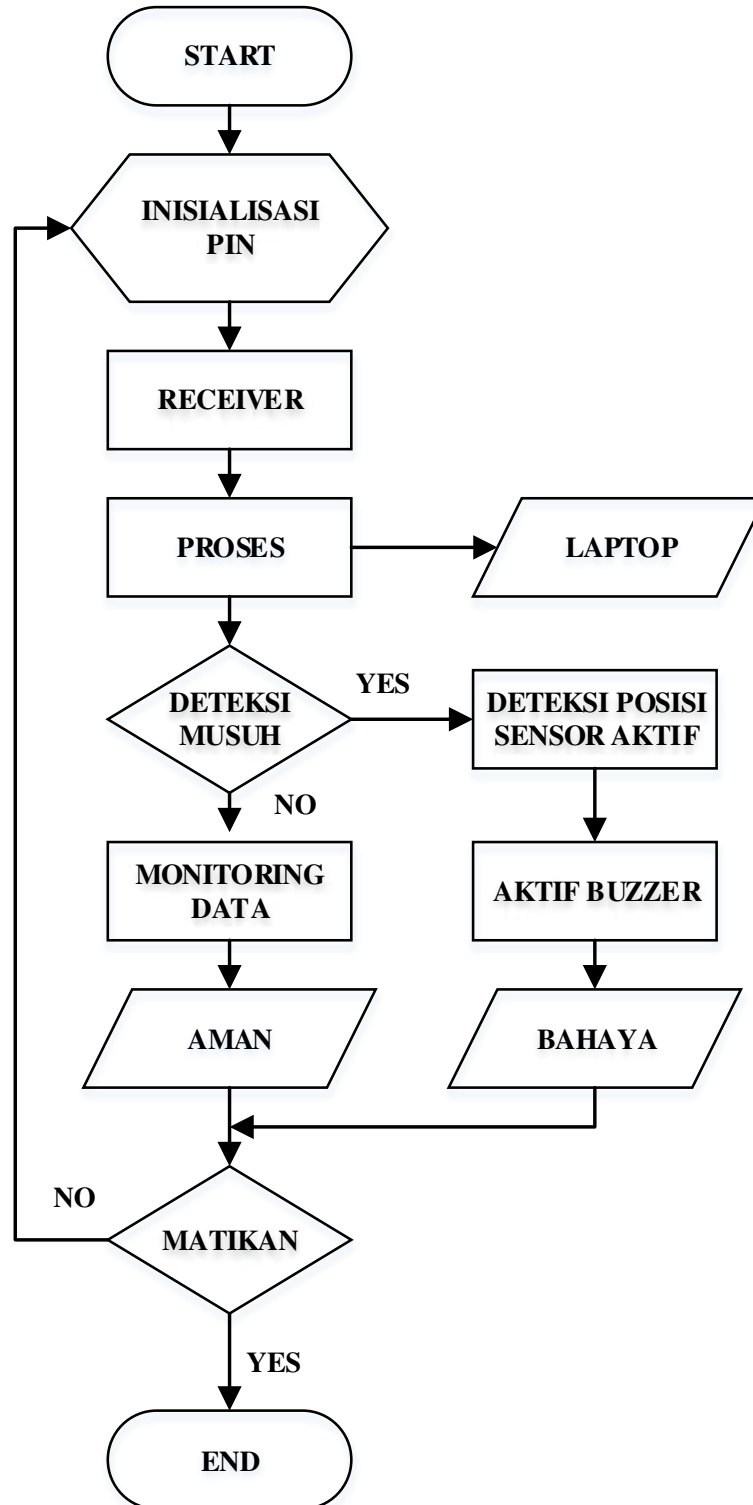 START
INISIALISASI
PIN
RECEIVER
PROSES
LAPTOP
DETEKSI
MUSUH
YES
DETEKSI POSISI
SENSOR AKTIF
NO
MONITORING
DATA
AKTIF BUZZER
AMAN
BAHAYA
NO
MATIKAN
YES
END